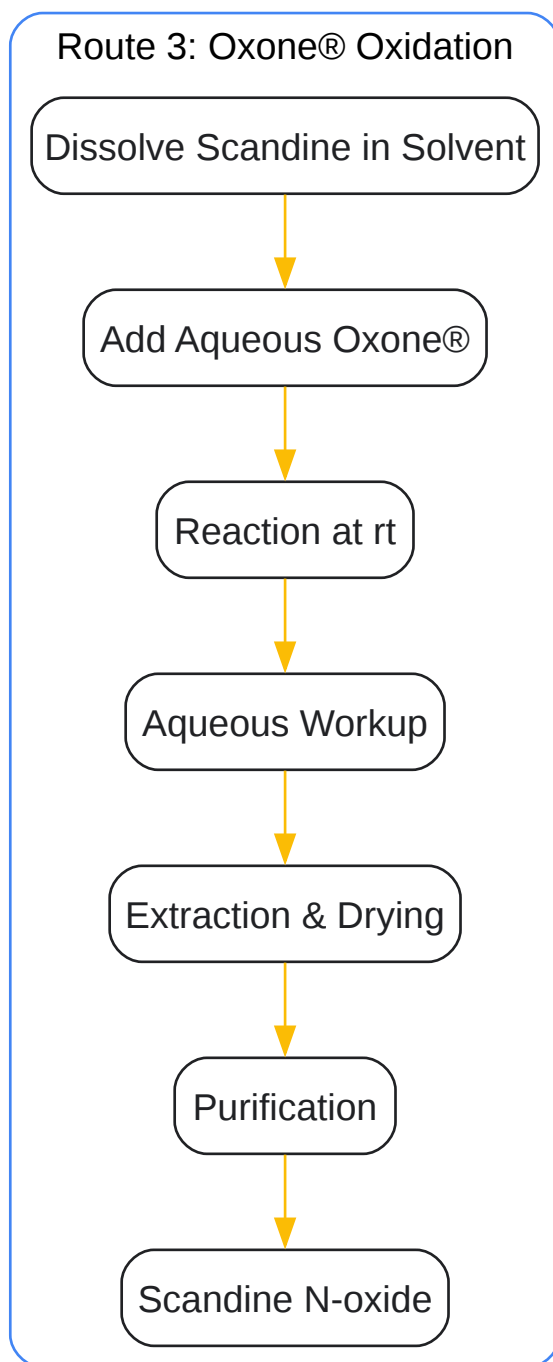 Route 3: Oxone® Oxidation
Dissolve Scandine in Solvent
Add Aqueous Oxone®
Reaction at rt
Aqueous Workup
Extraction & Drying
Purification
Scandine N-oxide